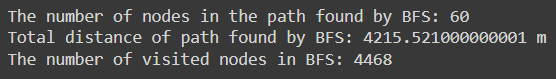 The number of nodes in the path found by BFS: 60
Total distance of path found by BFS: 4215.521000000001 m
The number of visited nodes in BFS: 4468